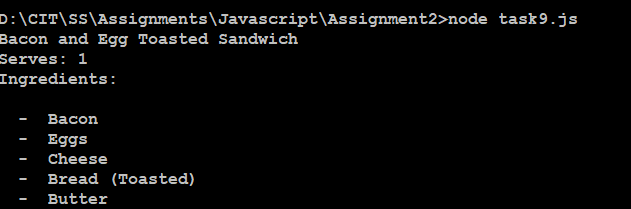 D:\CIT\SS\Assignments\Javascript\Assignment2>node task9.js
Bacon and Egg Toasted Sandwich
Serves: 1
Ingredients:
- Bacon
- Eggs
- Cheese
- Bread (Toasted)
- Butter